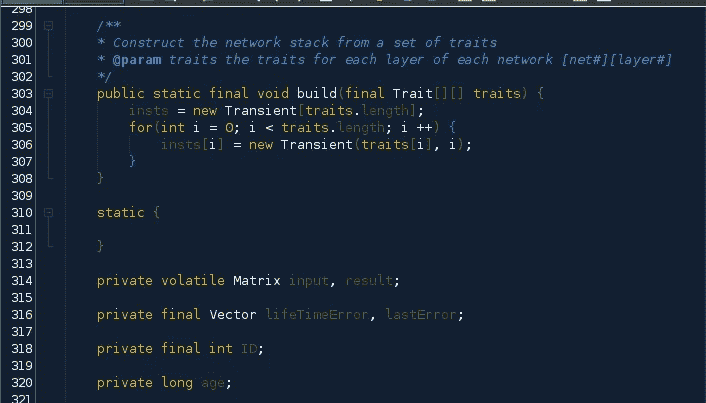 298
299 /**
300 * Construct the network stack from a set of traits
301 * @param traits the traits for each layer of each network [net#][layer#]
302 */
303 public static final void build(final Trait[][] traits) {
304 insts = new Transient[traits.length];
305 for(int i = 0; i < traits.length; i ++) {
306 insts[i] = new Transient(traits[i], i);
307 }
308 }
309
310 static {
311
312 }
313
314 private volatile Matrix input, result;
315
316 private final Vector lifeTimeError, lastError;
317
318 private final int ID;
319
320 private long age;
321